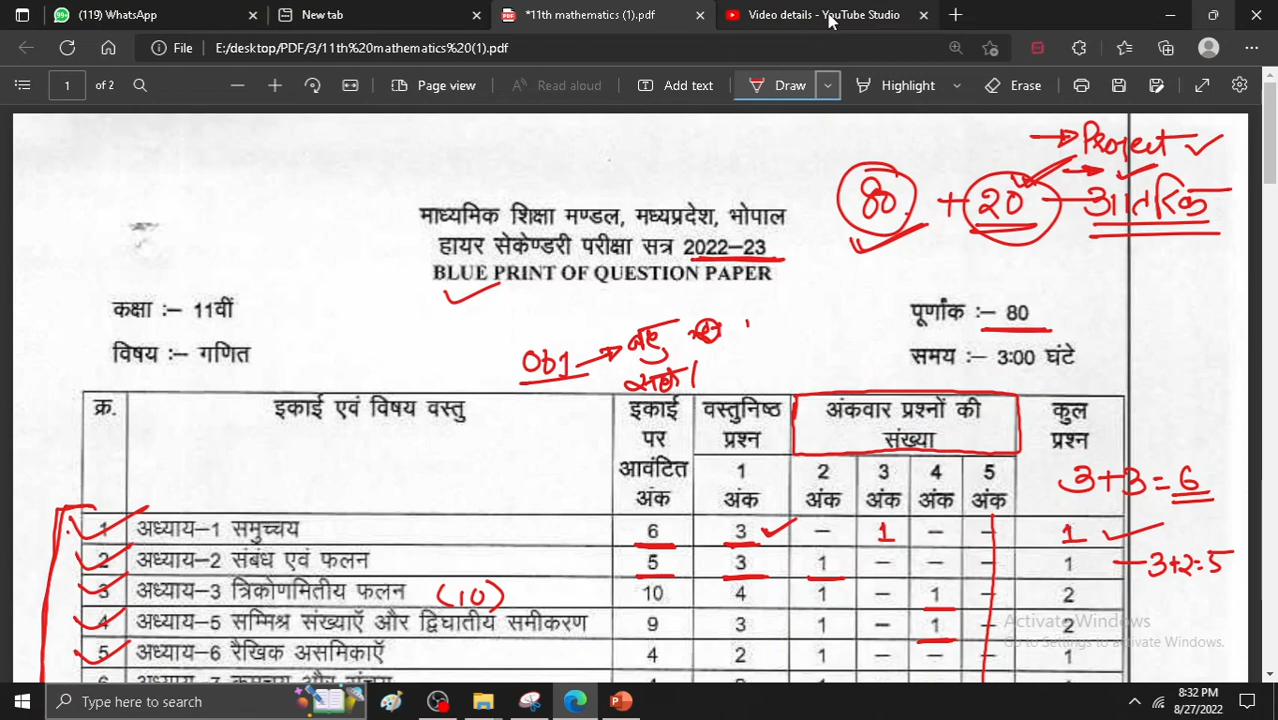 (119) WhatsApp
New tab
*11th mathematics (1).pdf
Video details - YouTube Studio
File E:/desktop/PDF/3/11th%20mathematics%20(1).pdf
1 of 2
Page view
Read aloud
Add text
Draw
Highlight
Erase
→ Project ✓
80 + 20 आतंरिक
माध्यमिक शिक्षा मण्डल, मध्यप्रदेश, भोपाल
हायर सेकेण्डरी परीक्षा सत्र 2022–23
BLUE PRINT OF QUESTION PAPER
कक्षा :– 11वीं
पूर्णांक :– 80
विषय :– गणित
समय :– 3:00 घंटे
Obj → बहु
क्र. इकाई एवं विषय वस्तु इकाई पर आवंटित अंक वस्तुनिष्ठ प्रश्न अंकवार प्रश्नों की संख्या कुल प्रश्न
1 अंक 2 अंक 3 अंक 4 अंक 5 अंक
3+3=6
1 अध्याय–1 समुच्चय 6 3 – 1 – – 1
2 अध्याय–2 संबंध एवं फलन 5 3 1 – – – 1
3+2=5
3 अध्याय–3 त्रिकोणमितीय फलन (10) 10 4 1 – 1 – 2
4 अध्याय–5 सम्मिश्र संख्याऍ और द्विघातीय समीकरण 9 3 1 – 1 – 2
5 अध्याय–6 रैखिक असमिकाऍ 4 2 1 – – – 1
Activate Windows
Go to Settings to activate Windows.
Type here to search
8:32 PM
8/27/2022